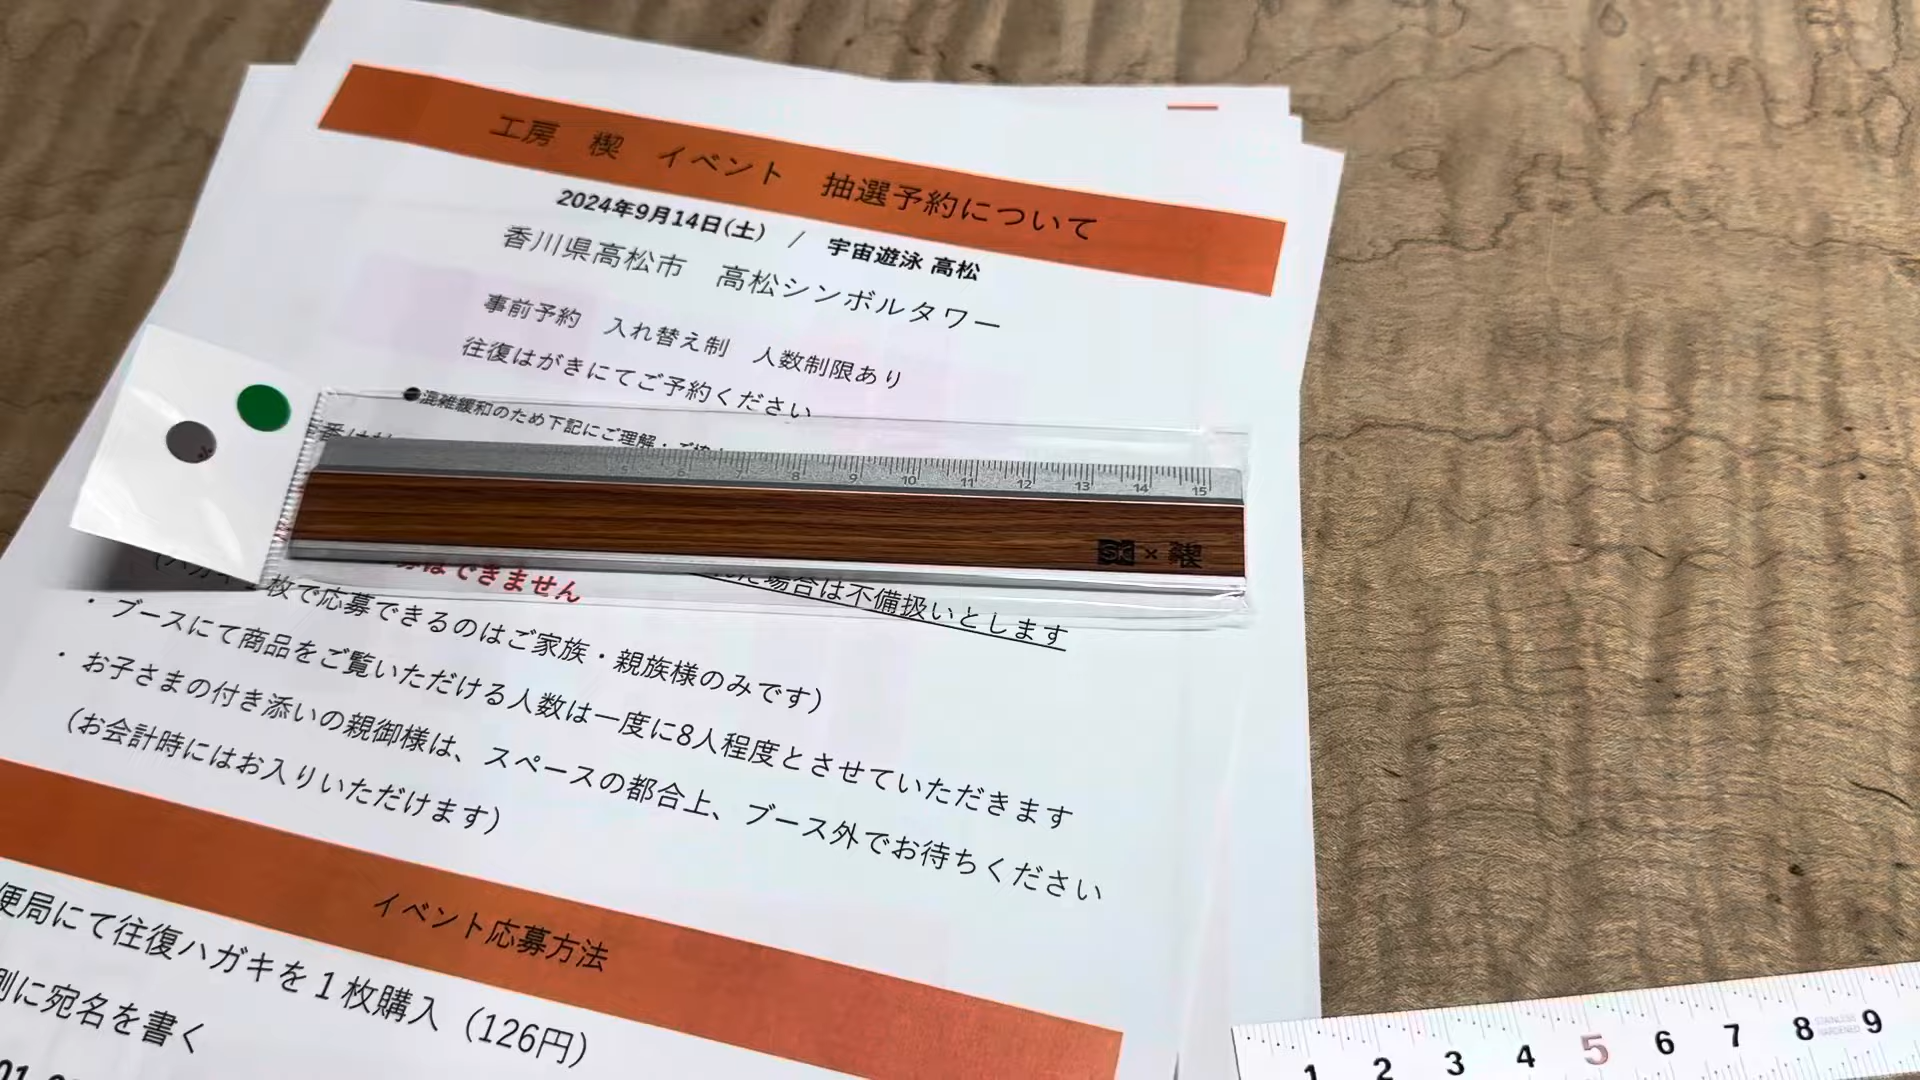 工房 楔 イベント 抽選予約について
2024年9月14日(土) / 宇宙遊泳 高松
香川県高松市 高松シンボルタワー
事前予約 入れ替え制 人数制限あり
往復はがきにてご予約ください
●混雑緩和のため下記にご理解・
5 6 7 8 9 10 11 12 13 14 15
× 楔
はできません
場合は不備扱いとします
枚で応募できるのはご家族・親族様のみです)
・ブースにて商品をご覧いただける人数は一度に8人程度とさせていただきます
・お子さまの付き添いの親御様は、スペースの都合上、ブース外でお待ちください
(お会計時にはお入りいただけます)
イベント応募方法
便局にて往復ハガキを1枚購入(126円)
側に宛名を書く
1 2 3 4 5 6 7 8 9
STAINLESS
HARDENED